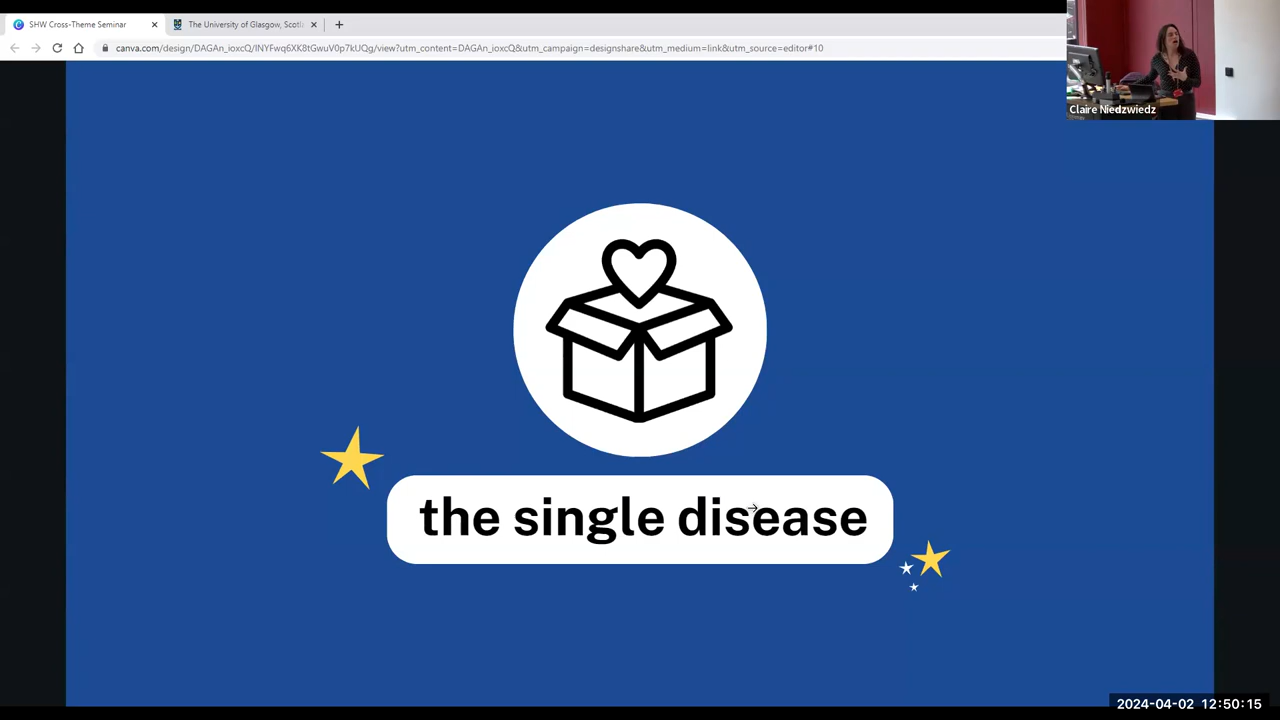 SHW Cross-Theme Seminar
The University of Glasgow, Scotl
canva.com/design/DAGAn_ioxcQ/INYFwq6XK8tGwuV0p7kUOg/view?utm_content=DAGAn_ioxcQ&utm_campaign=designshare&utm_medium=link&utm_source=editor#10
Claire Niedzwiedz
the single disease
2024-04-02 12:50:15